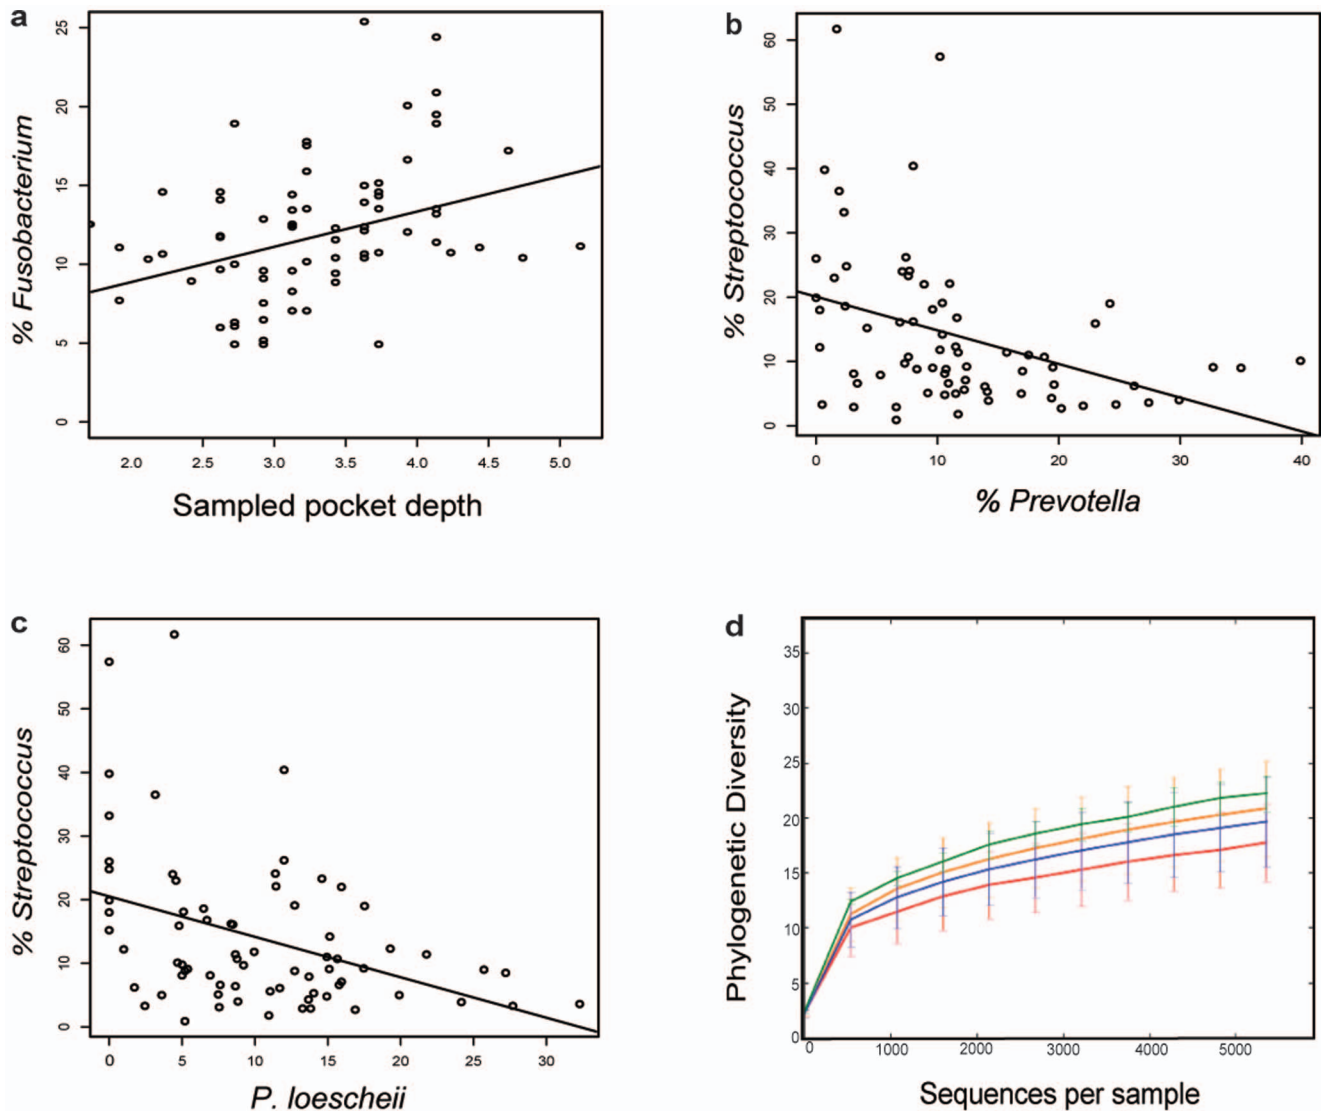 a
% Fusobacterium
25
20
15
10
5
0
2.0 2.5 3.0 3.5 4.0 4.5 5.0
Sampled pocket depth
b
% Streptococcus
60
50
40
30
20
10
0
0 10 20 30 40
% Prevotella
c
% Streptococcus
60
50
40
30
20
10
0
0 5 10 15 20 25 30
P. loescheii
d
Phylogenetic Diversity
35
30
25
20
15
10
5
0
0 1000 2000 3000 4000 5000
Sequences per sample